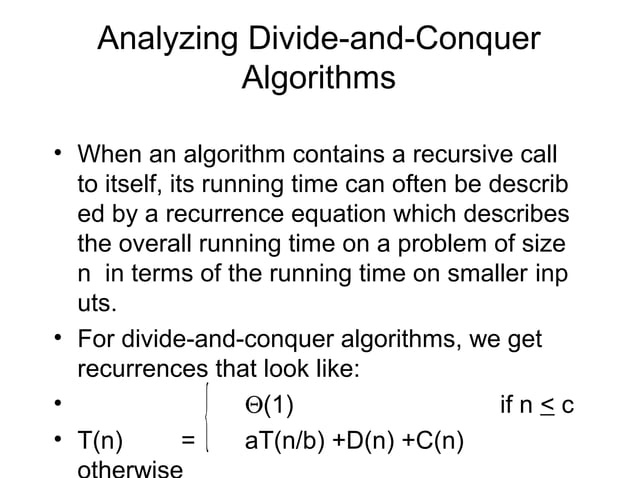 Analyzing Divide-and-Conquer
Algorithms
• When an algorithm contains a recursive call
to itself, its running time can often be describ
ed by a recurrence equation which describes
the overall running time on a problem of size
n in terms of the running time on smaller inp
uts.
• For divide-and-conquer algorithms, we get
recurrences that look like:
• Θ(1) if n ≤ c
• T(n) = aT(n/b) +D(n) +C(n)
otherwise